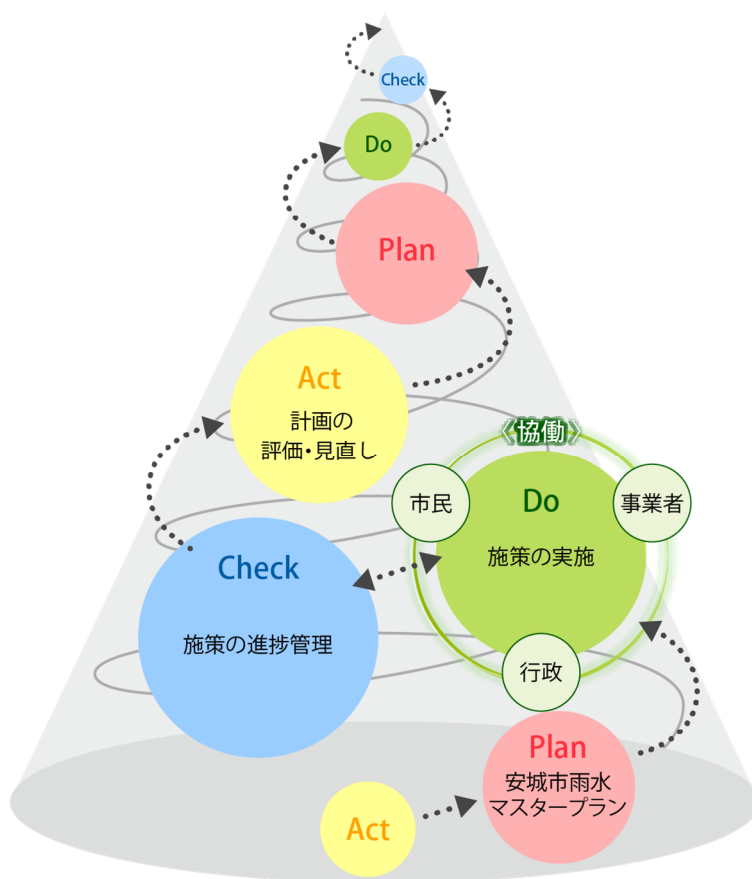 Check
Do
Plan
Act
計画の
評価・見直し
《協働》
市民
事業者
Do
施策の実施
Check
施策の進捗管理
行政
Plan
安城市雨水
マスタープラン
Act